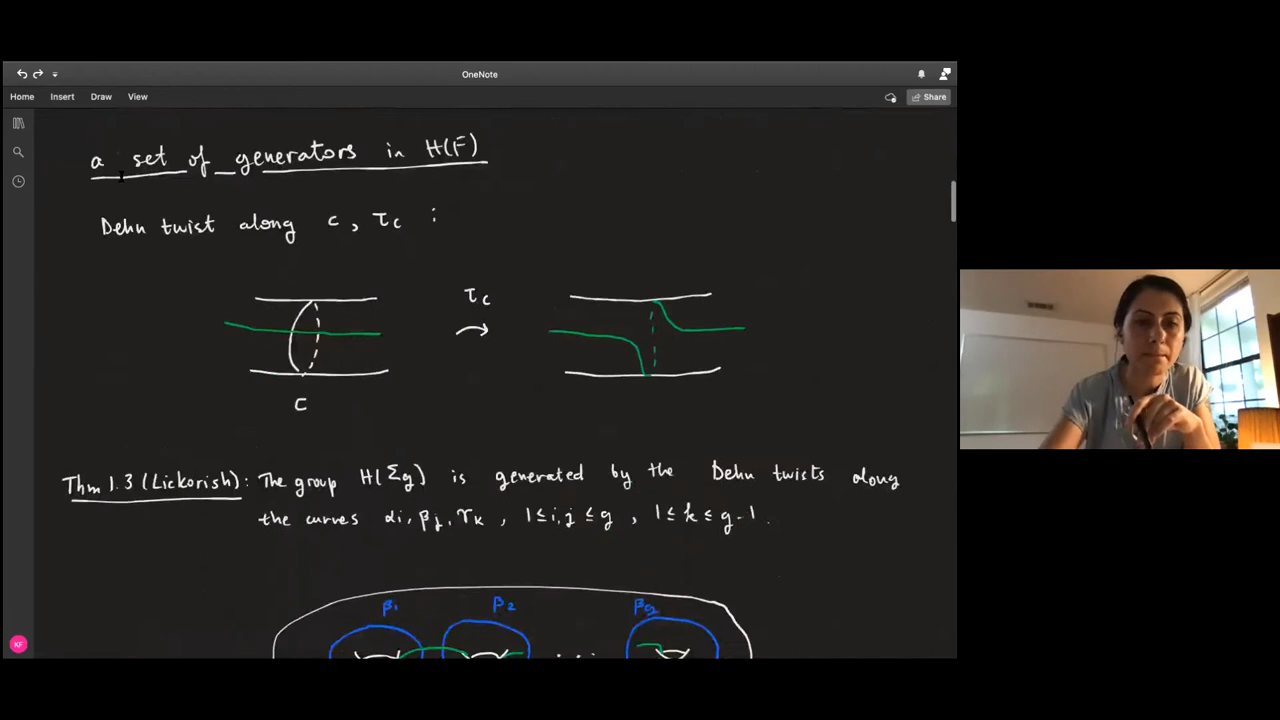 OneNote
Home Insert Draw View Share
a set of generators in H(F)
Dehn twist along c, τc :
τc
c
Thm 1.3 (Lickorish): The group H(Σg) is generated by the Dehn twists along
the curves αi, βj, γk, 1≤i,j≤g, 1≤k≤g-1.
β1 β2 βg
...
KF